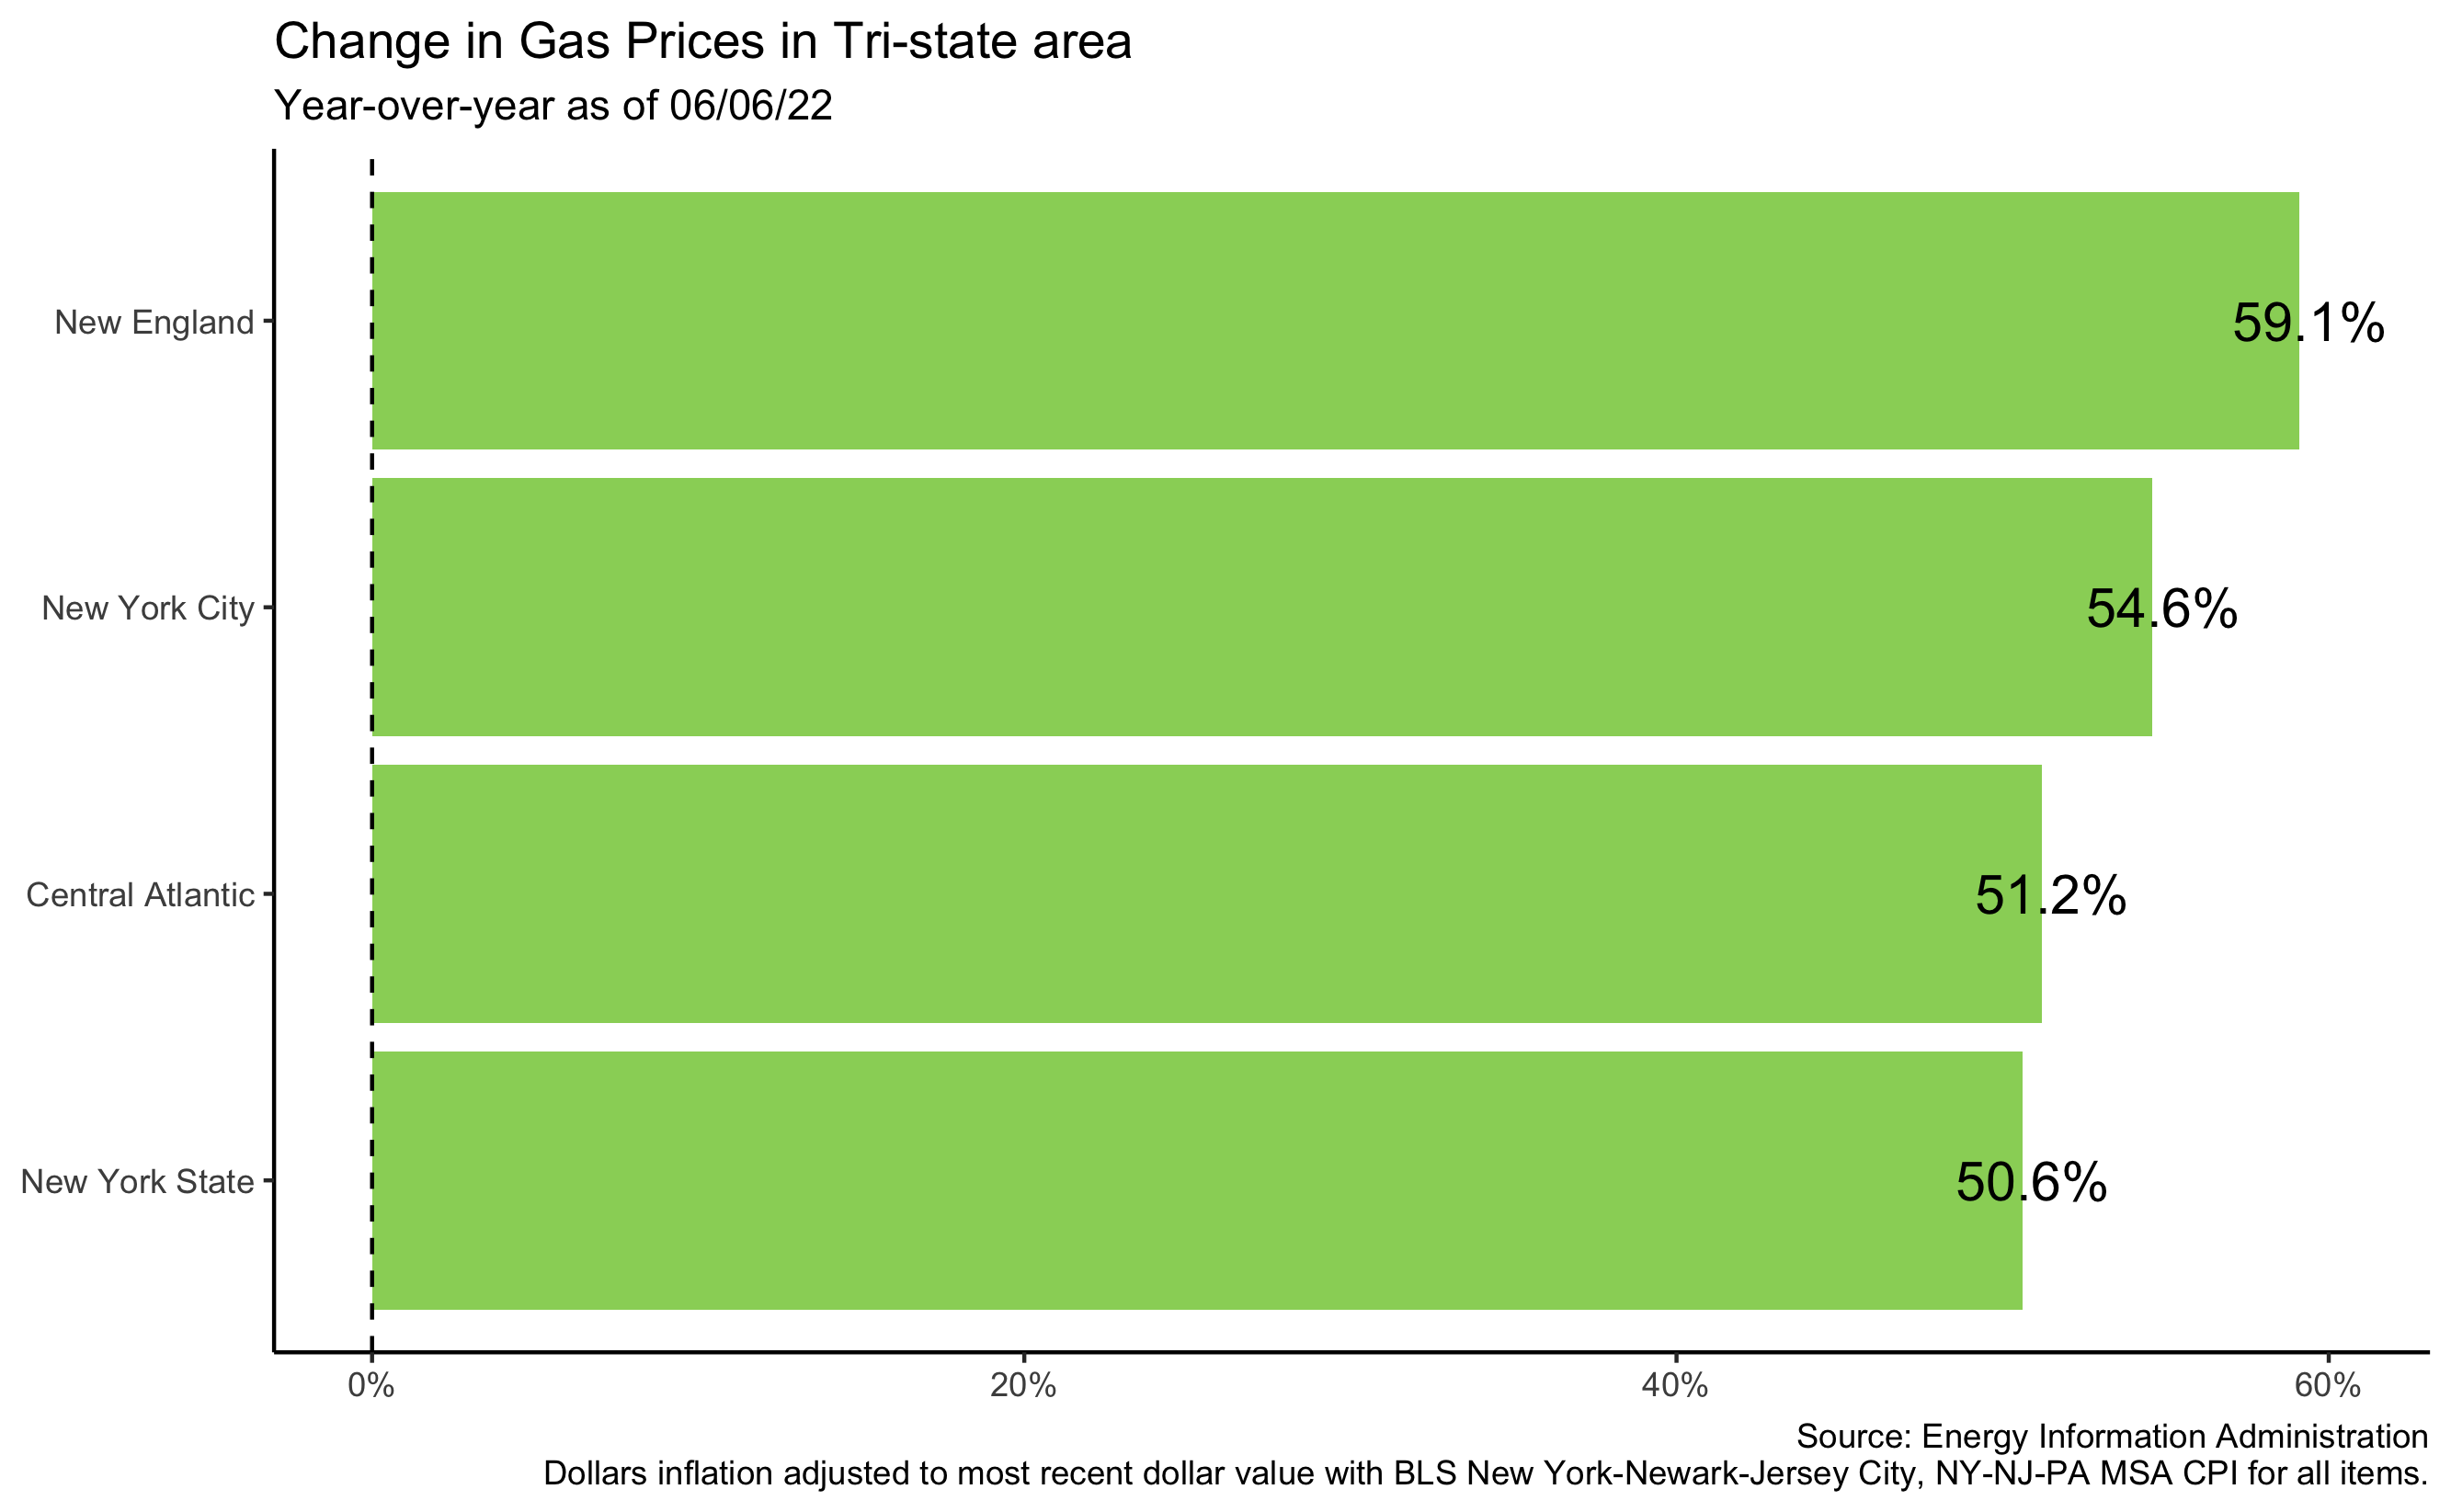 Change in Gas Prices in Tri-state area
Year-over-year as of 06/06/22
New England
59.1%
New York City
54.6%
Central Atlantic
51.2%
New York State
50.6%
0%
20%
40%
60%
Source: Energy Information Administration
Dollars inflation adjusted to most recent dollar value with BLS New York-Newark-Jersey City, NY-NJ-PA MSA CPI for all items.